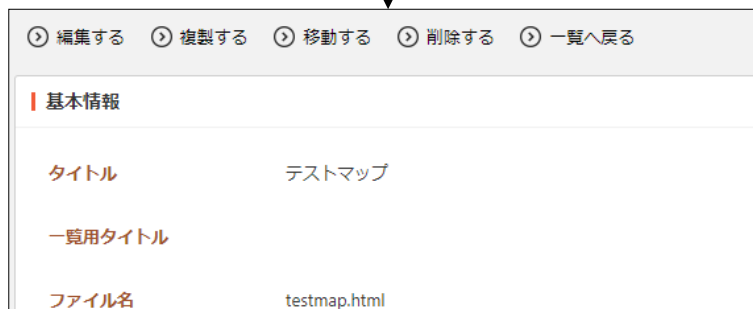 編集する 複製する 移動する 削除する 一覧へ戻る
基本情報
タイトル テストマップ
一覧用タイトル
ファイル名 testmap.html